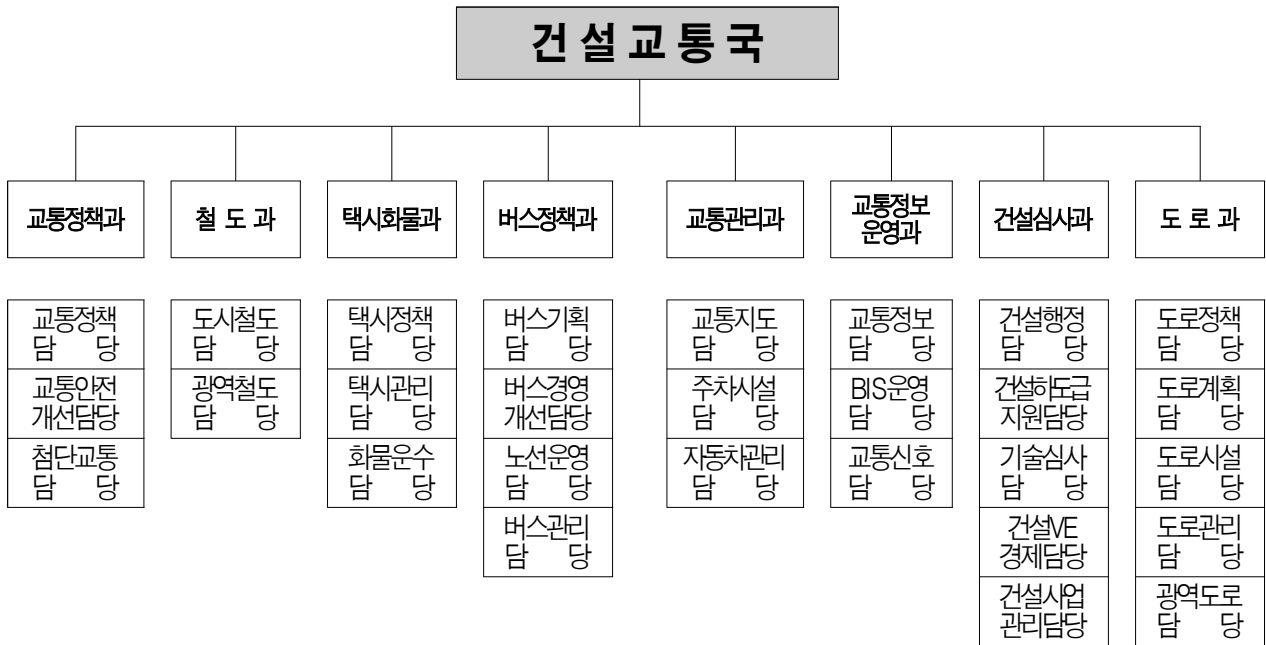 건 설 교 통 국
교통정책과
철 도 과
택시화물과
버스정책과
교통관리과
교통정보
운영과
건설심사과
도 로 과
교통정책
담 당
교통안전
개선담당
첨단교통
담 당
도시철도
담 당
광역철도
담 당
택시정책
담 당
택시관리
담 당
화물운수
담 당
버스기획
담 당
버스경영
개선담당
노선운영
담 당
버스관리
담 당
교통지도
담 당
주차시설
담 당
자동차관리
담 당
교통정보
담 당
BIS운영
담 당
교통신호
담 당
건설행정
담 당
건설하도급
지원담당
기술심사
담 당
건설VE
경제담당
건설사업
관리담당
도로정책
담 당
도로계획
담 당
도로시설
담 당
도로관리
담 당
광역도로
담 당